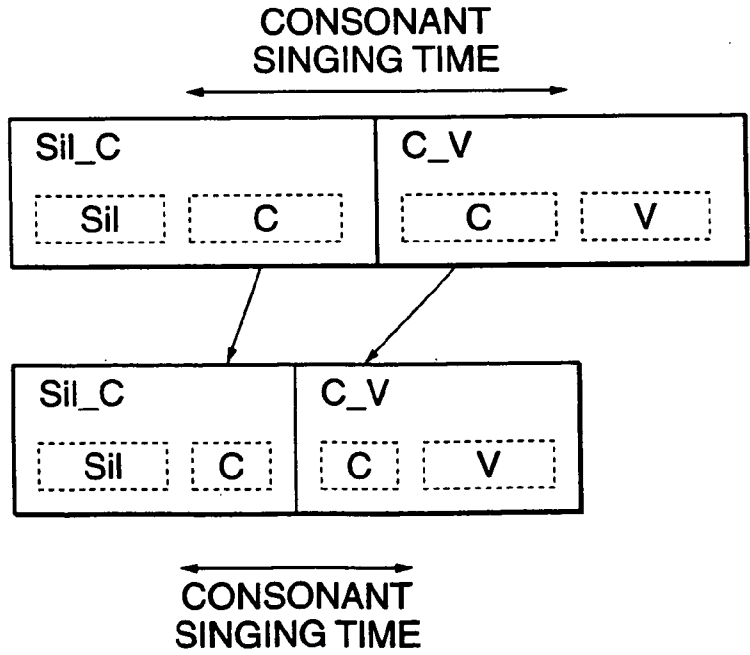 CONSONANT
SINGING TIME
Sil_C C_V
Sil C C V
Sil_C C_V
Sil C C V
CONSONANT
SINGING TIME